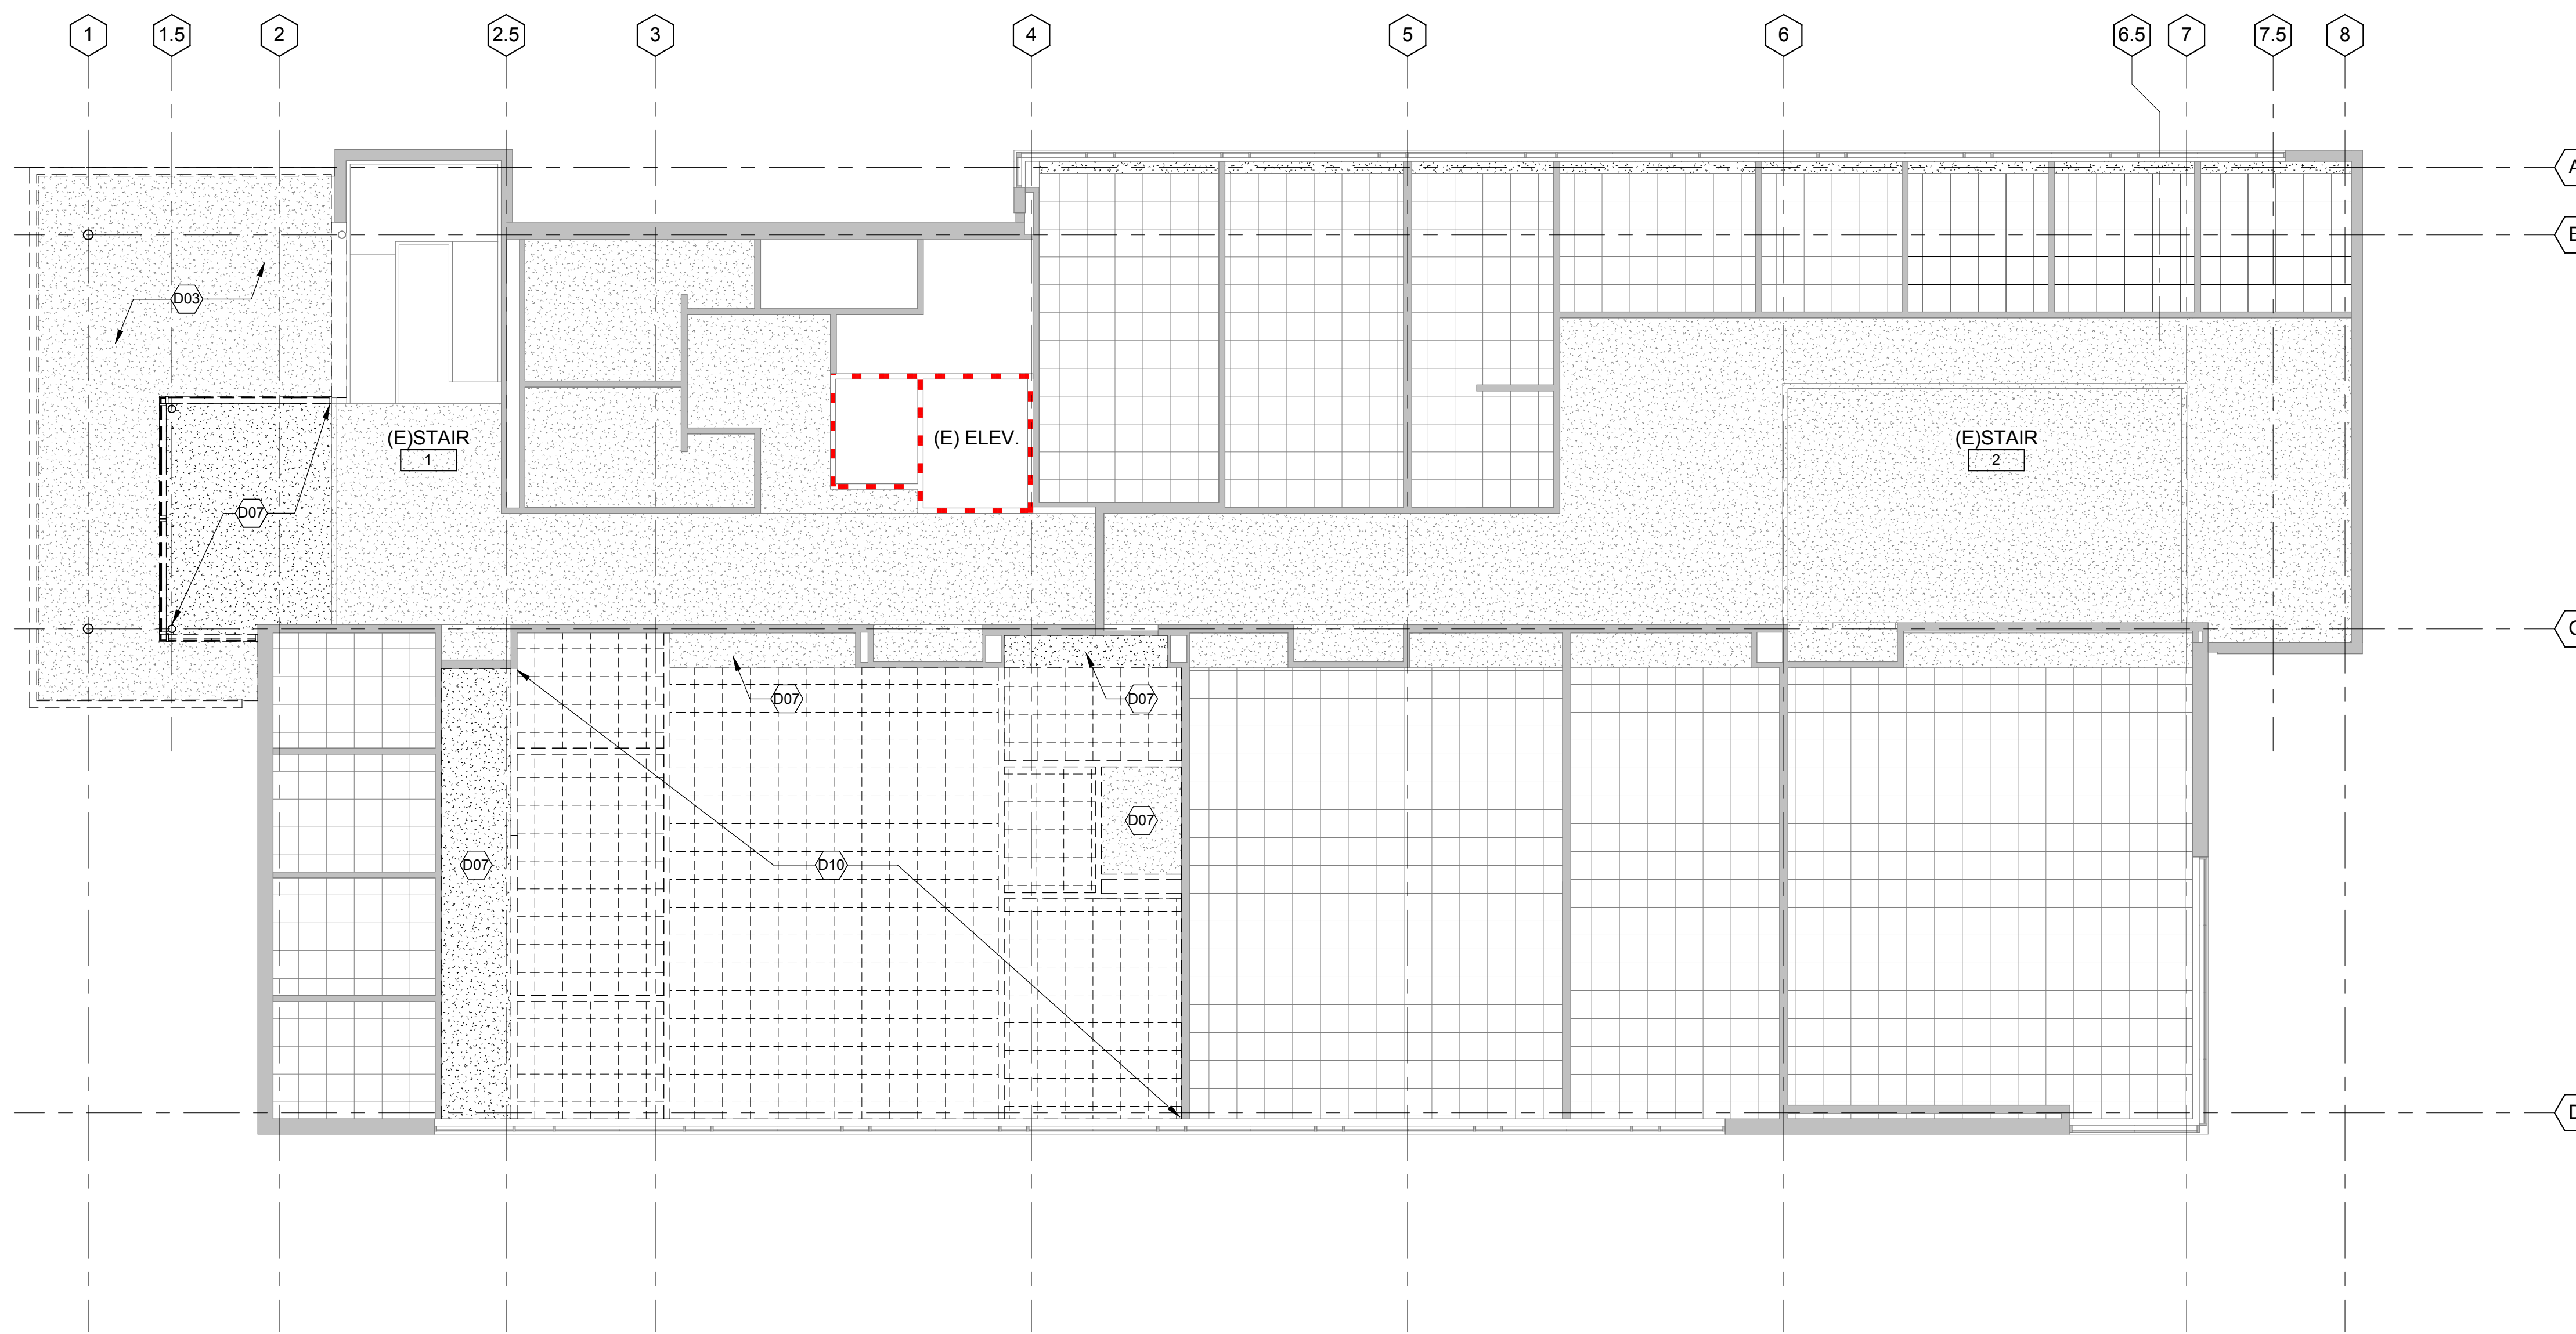 1 1.5 2 2.5 3 4 5 6 6.5 7 7.5 8
A
B
D03
(E)STAIR
1
(E) ELEV.
(E)STAIR
2
D07
C
D07
D07
D07
D07
D10
D